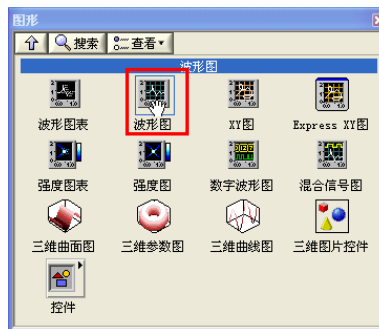 图形
搜索 查看
波形图
波形图表 波形图 XY图 Express XY图
强度图表 强度图 数字波形图 混合信号图
三维曲面图 三维参数图 三维曲线图 三维图片控件
控件